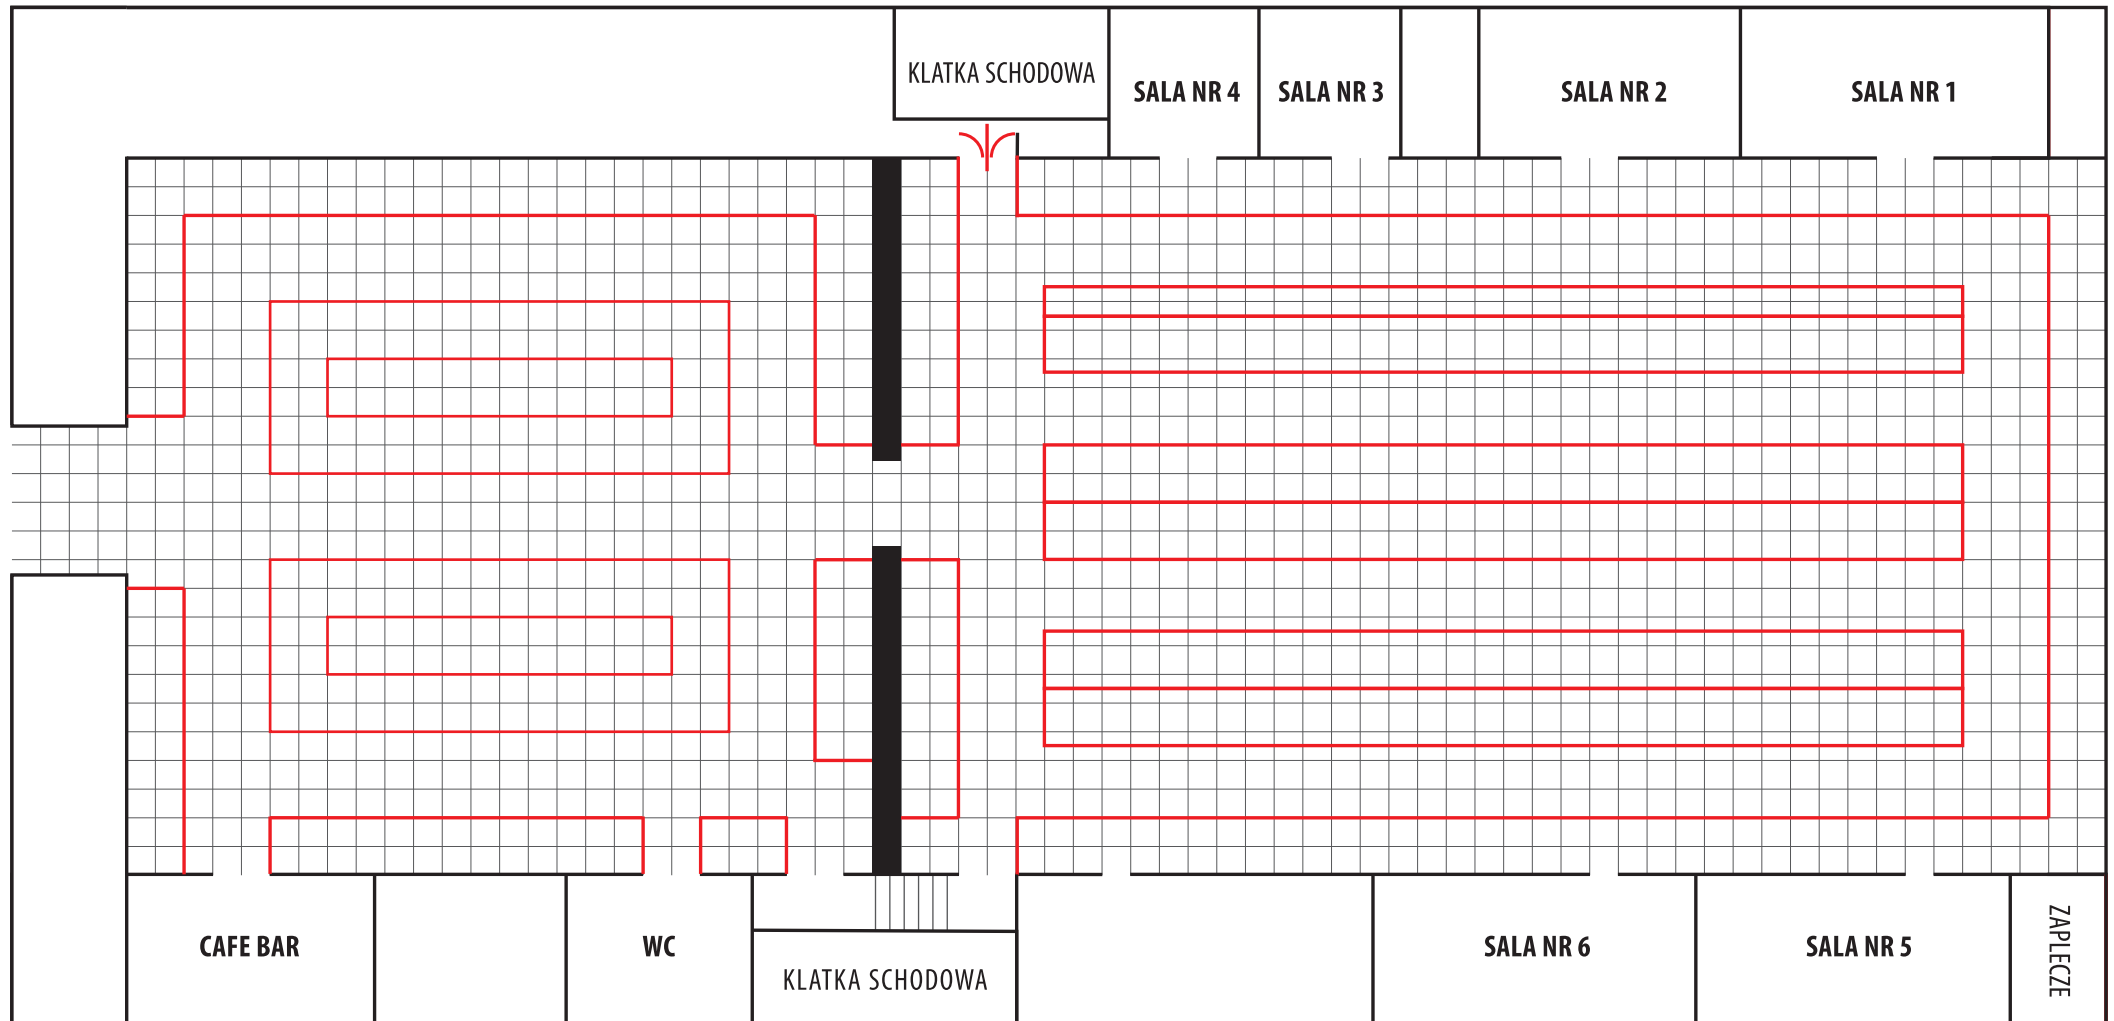 KLATKA SCHODOWA
SALA NR 4
SALA NR 3
SALA NR 2
SALA NR 1
CAFE BAR
WC
KLATKA SCHODOWA
SALA NR 6
SALA NR 5
ZAPLECZE